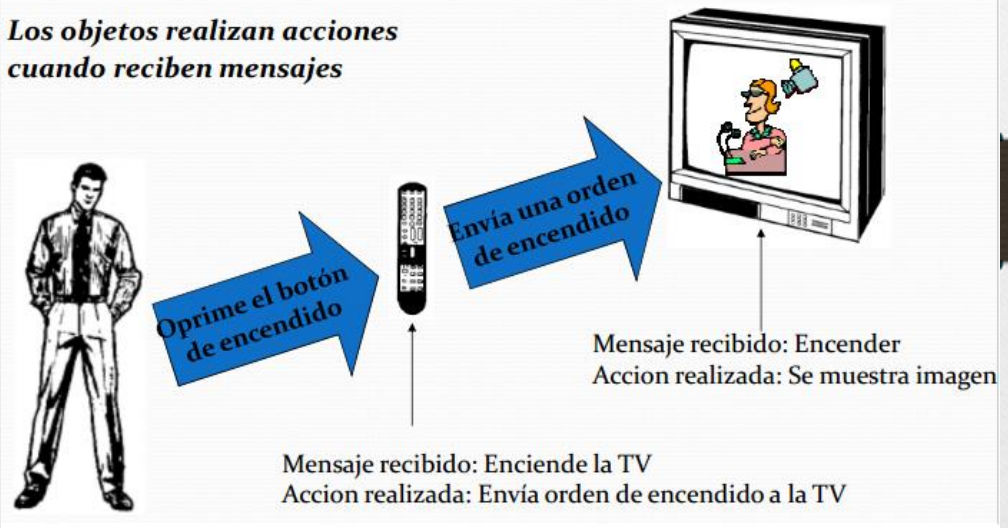 Los objetos realizan acciones
cuando reciben mensajes
Oprime el botón
de encendido
Envía una orden
de encendido
Mensaje recibido: Encender
Accion realizada: Se muestra imagen
Mensaje recibido: Enciende la TV
Accion realizada: Envía orden de encendido a la TV